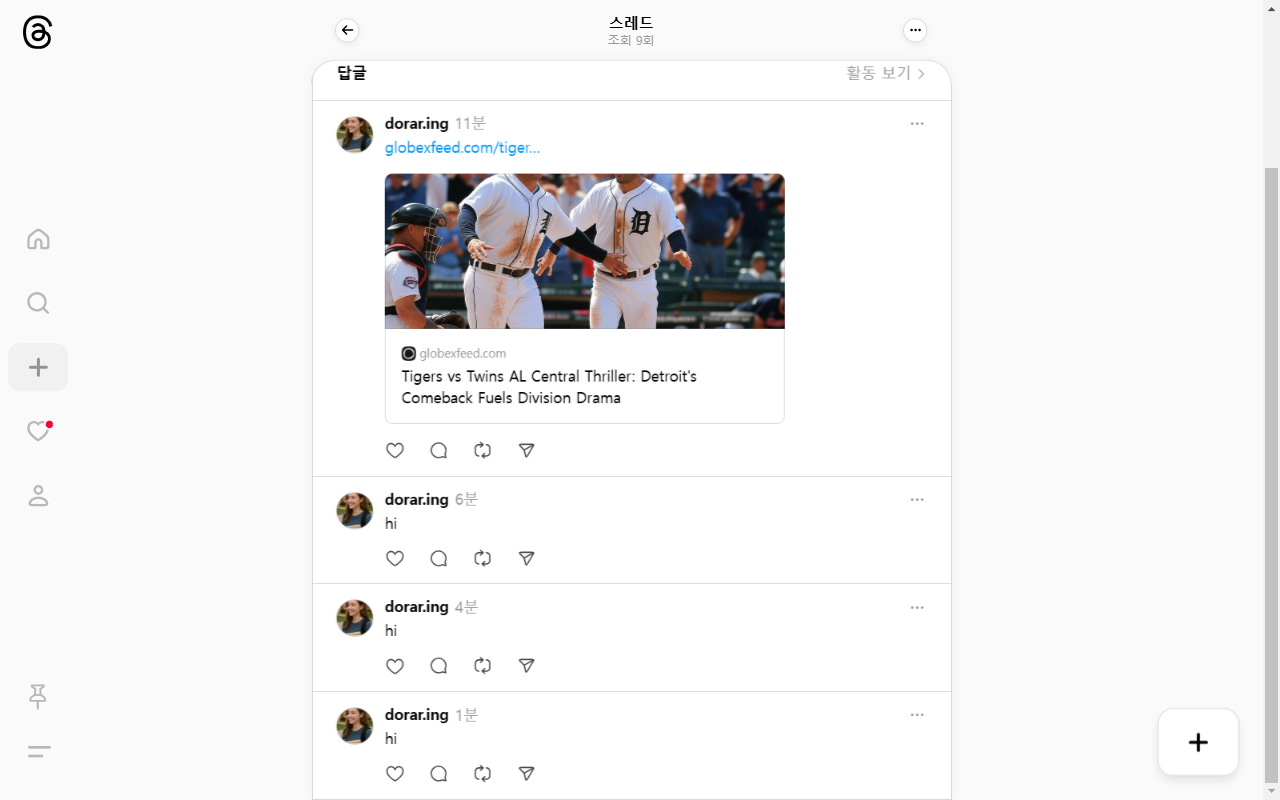 스레드
조회 9회
답글
활동 보기
dorar.ing 11분
globexfeed.com/tiger...
globexfeed.com
Tigers vs Twins AL Central Thriller: Detroit's
Comeback Fuels Division Drama
dorar.ing 6분
hi
dorar.ing 4분
hi
dorar.ing 1분
hi